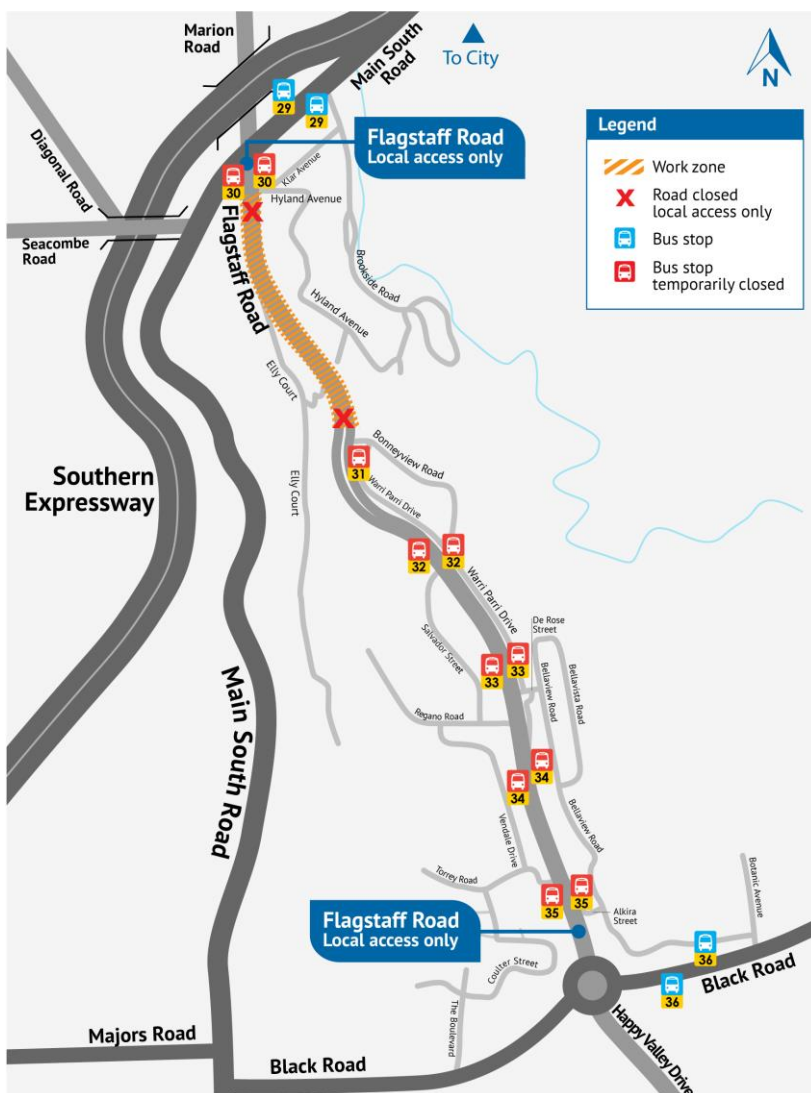 Marion
Road
Main South
Road
To City
N
29
29
Flagstaff Road
Local access only
Legend
Work zone
Road closed
local access only
Bus stop
Bus stop
temporarily closed
Diagonal Road
30
30
Klar Avenue
Hyland Avenue
Seacombe
Road
Flagstaff Road
Brookside Road
Hyland Avenue
Elly Court
Elly Court
Southern
Expressway
31
Bonneyview Road
Warri Parri Drive
32
32
Warri Parri Drive
Salvador Street
De Rose
Street
33
33
Bellaview Road
Bellavista Road
Regano Road
Main South Road
34
34
Vendale Drive
Bellaview Road
Torrey Road
35
35
Botanic Avenue
Alkira
Street
Flagstaff Road
Local access only
36
36
Black Road
Coulter Street
The Boulevard
Happy Valley Drive
Majors Road
Black Road